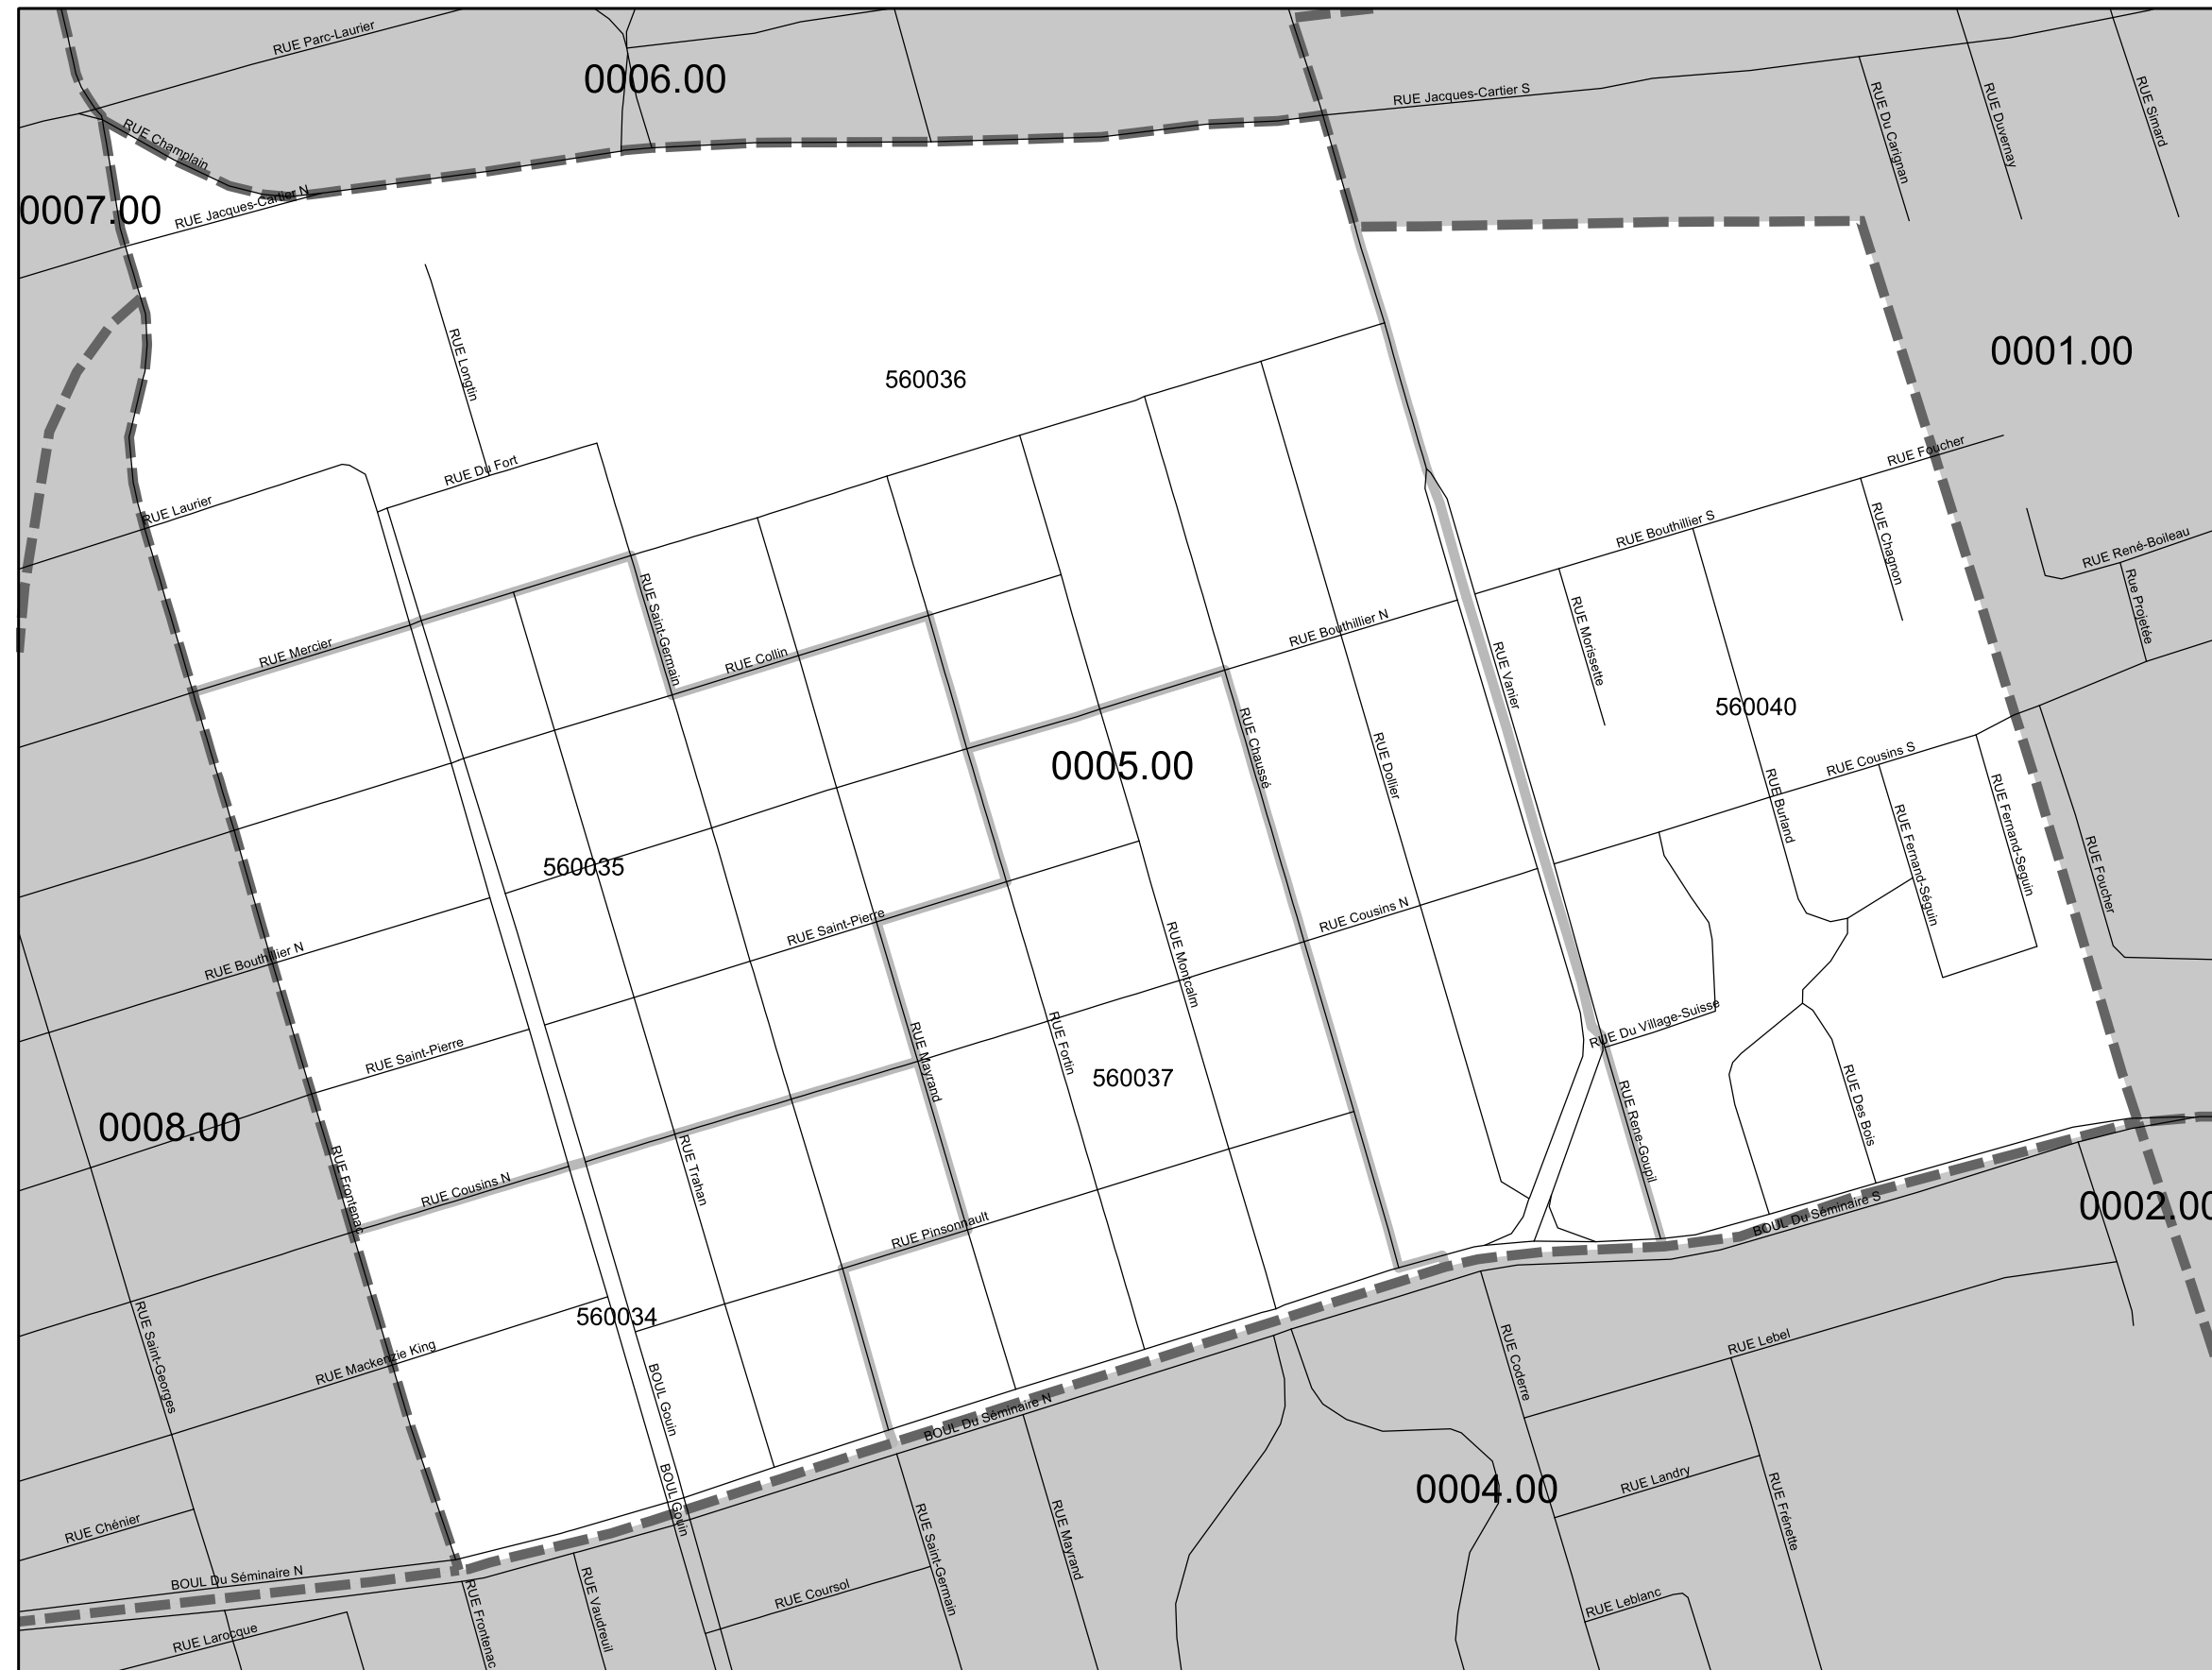 RUE Parc-Laurier
0006.00
RUE Jacques-Cartier S
RUE Du Carignan
RUE Duvernay
RUE Simard
RUE Champlain
0007.00
RUE Jacques-Cartier N
RUE Longtin
560036
0001.00
RUE Du Fort
RUE Laurier
RUE Foucher
RUE Bouthillier S
RUE Chagnon
RUE René-Boileau
Rue Projetée
RUE Mercier
RUE Saint-Germain
RUE Collin
RUE Bouthillier N
RUE Morissette
RUE Vanier
560040
RUE Chaussé
RUE Dollier
0005.00
RUE Cousins S
RUE Burland
RUE Fernand-Séguin
RUE Fernand-Seguin
RUE Foucher
560035
RUE Saint-Pierre
RUE Cousins N
RUE Montcalm
RUE Bouthillier N
RUE Saint-Pierre
RUE Mayrand
RUE Fortin
RUE Du Village-Suisse
560037
RUE Rene-Goupil
RUE Des Bois
0008.00
RUE Frontenac
RUE Cousins N
RUE Trahan
RUE Pinsonnault
BOUL Du Séminaire S
0002.00
560034
RUE Saint-Georges
RUE Mackenzie King
BOUL Gouin
RUE Coderre
RUE Lebel
BOUL Du Séminaire N
BOUL Gouin
0004.00
RUE Landry
RUE Frénette
RUE Chénier
RUE Saint-Germain
RUE Mayrand
BOUL Du Séminaire N
RUE Frontenac
RUE Vaudreuil
RUE Coursol
RUE Leblanc
RUE Larocque